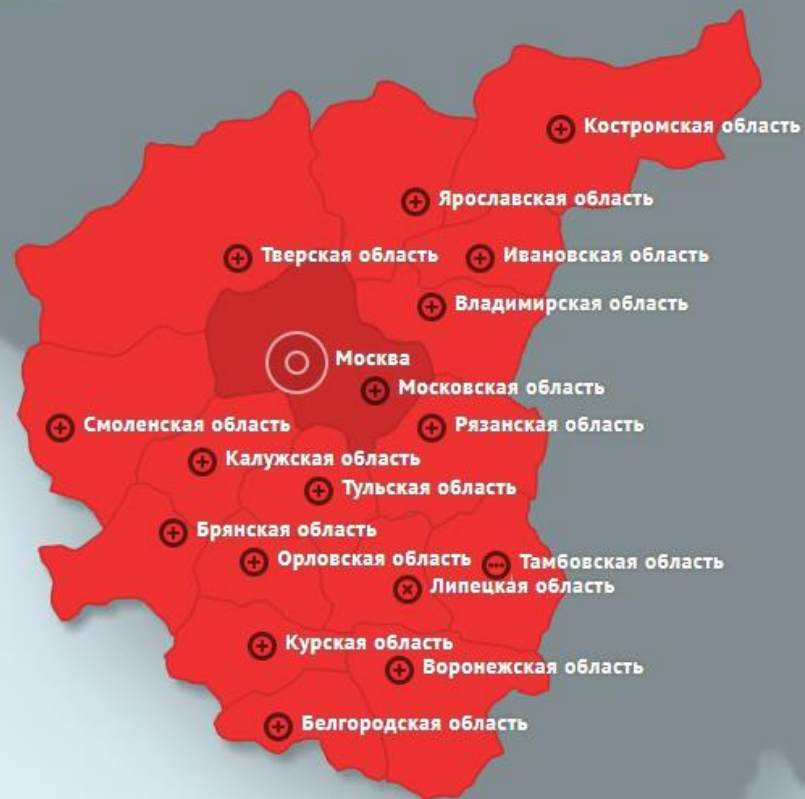 Костромская область
Ярославская область
Тверская область
Ивановская область
Владимирская область
Москва
Московская область
Смоленская область
Рязанская область
Калужская область
Тульская область
Брянская область
Орловская область
Тамбовская область
Липецкая область
Курская область
Воронежская область
Белгородская область